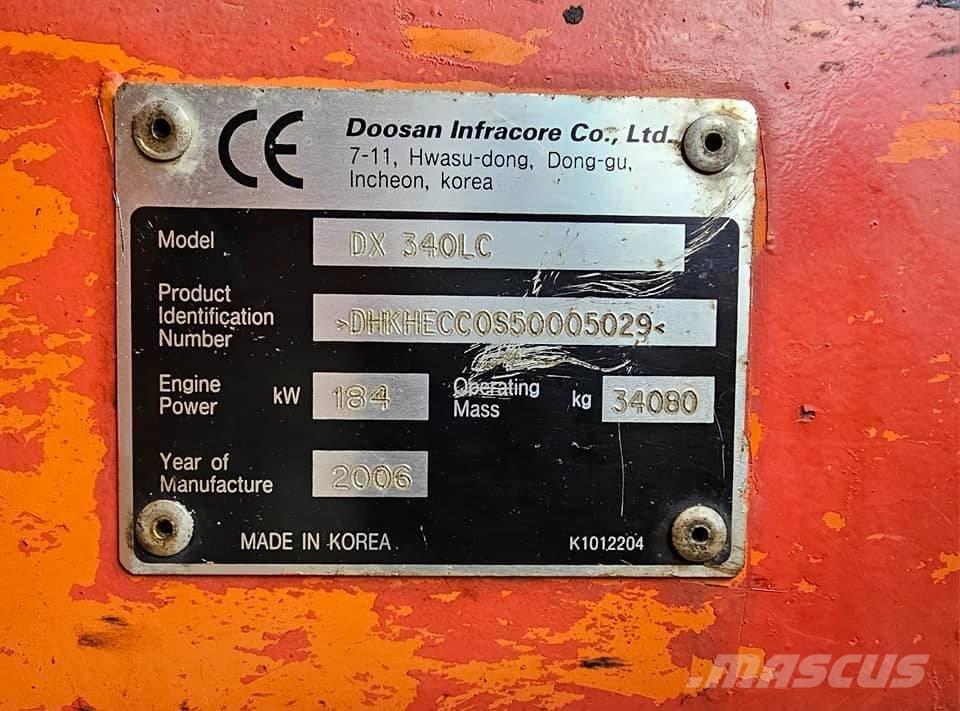 CE
Doosan Infracore Co., Ltd.
7-11, Hwasu-dong, Dong-gu,
Incheon, korea
Model DX 340LC
Product
Identification
Number >DHKHECCOS50005029<
Engine
Power kW 184
Operating
Mass kg 34080
Year of
Manufacture 2006
MADE IN KOREA
K1012204
MASCUS